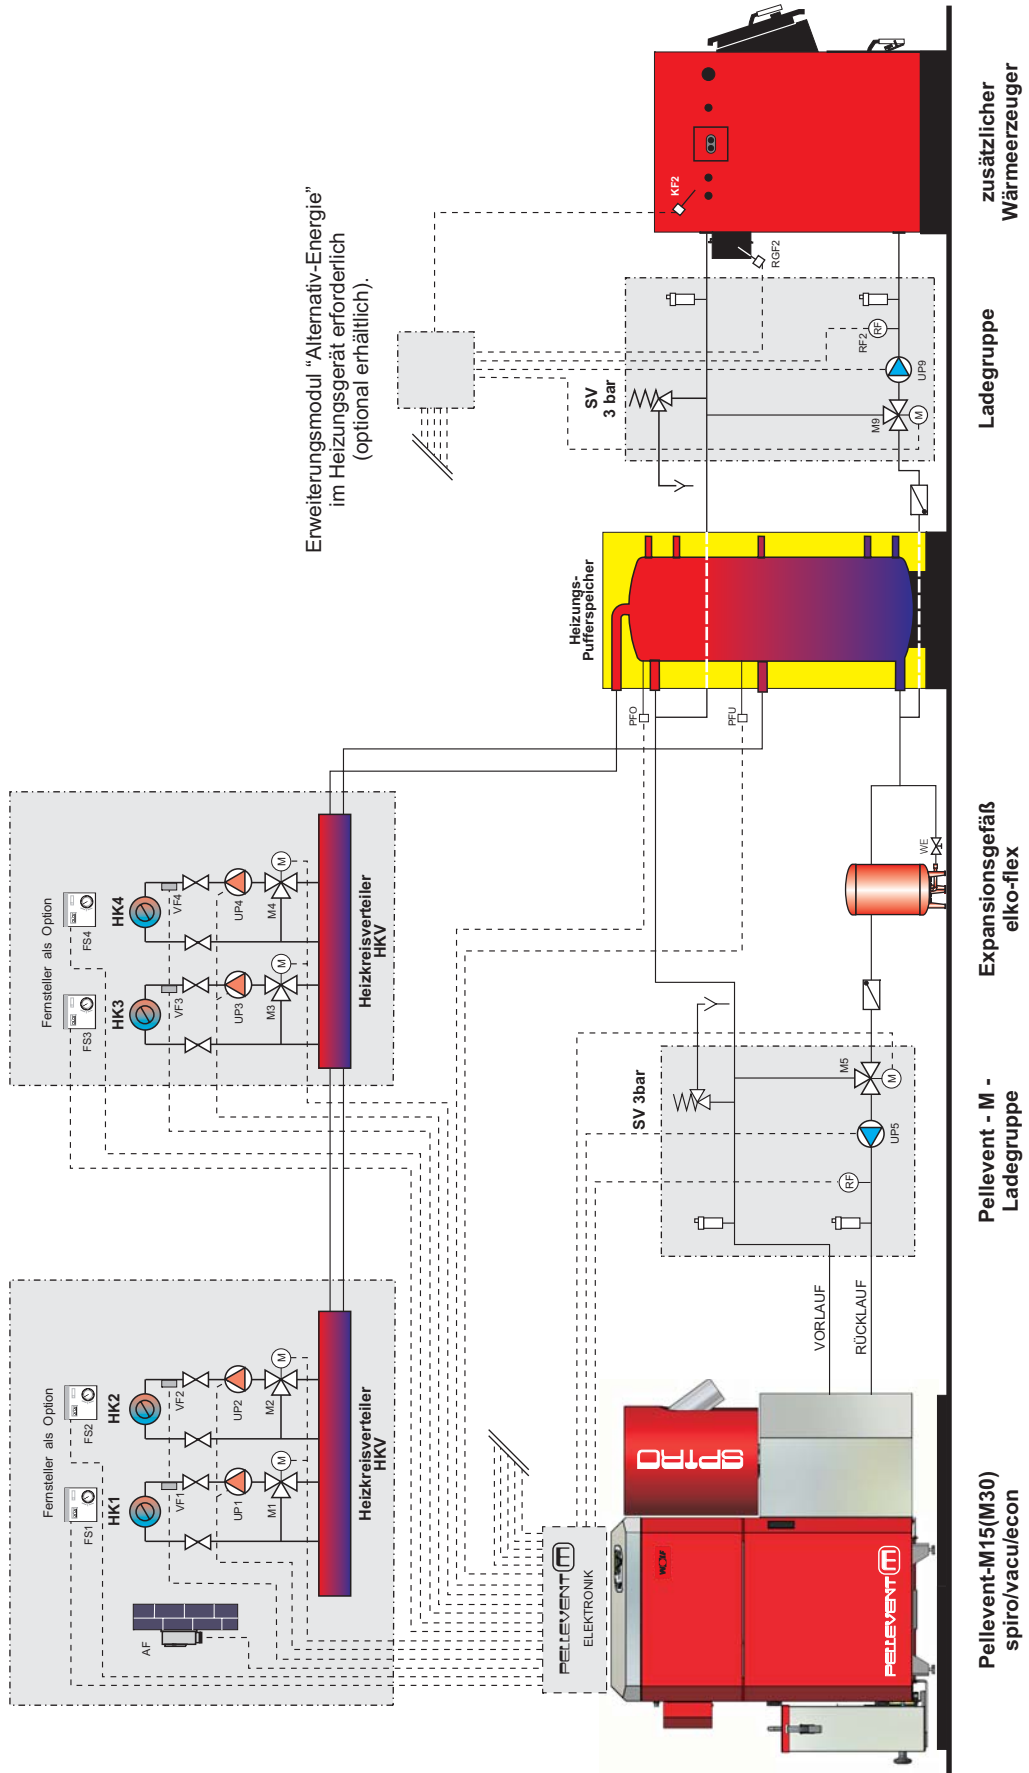 Fernsteller als Option
FS1
FS2
HK1
HK2
VF1
VF2
UP1
UP2
M
M
M1
M2
Heizkreisverteiler
HKV
AF
Fernsteller als Option
FS3
FS4
HK3
HK4
VF3
VF4
UP3
UP4
M
M
M3
M4
Heizkreisverteiler
HKV
Erweiterungsmodul “Alternativ-Energie”
im Heizungsgerät erforderlich
(optional erhältlich).
PELLEVENT m
ELEKTRONIK
SPIRO
WOLF
PELLEVENT m
VORLAUF
RÜCKLAUF
SV 3bar
RF
UP5
M5
M
WE
Heizungs-
Pufferspeicher
PFO
PFU
SV
3 bar
M9
M
UP9
RF2
RF
RGF2
KF2
Pellevent-M15(M30)
spiro/vacu/econ
Pellevent - M -
Ladegruppe
Expansionsgefäß
elko-flex
Ladegruppe
zusätzlicher
Wärmeerzeuger